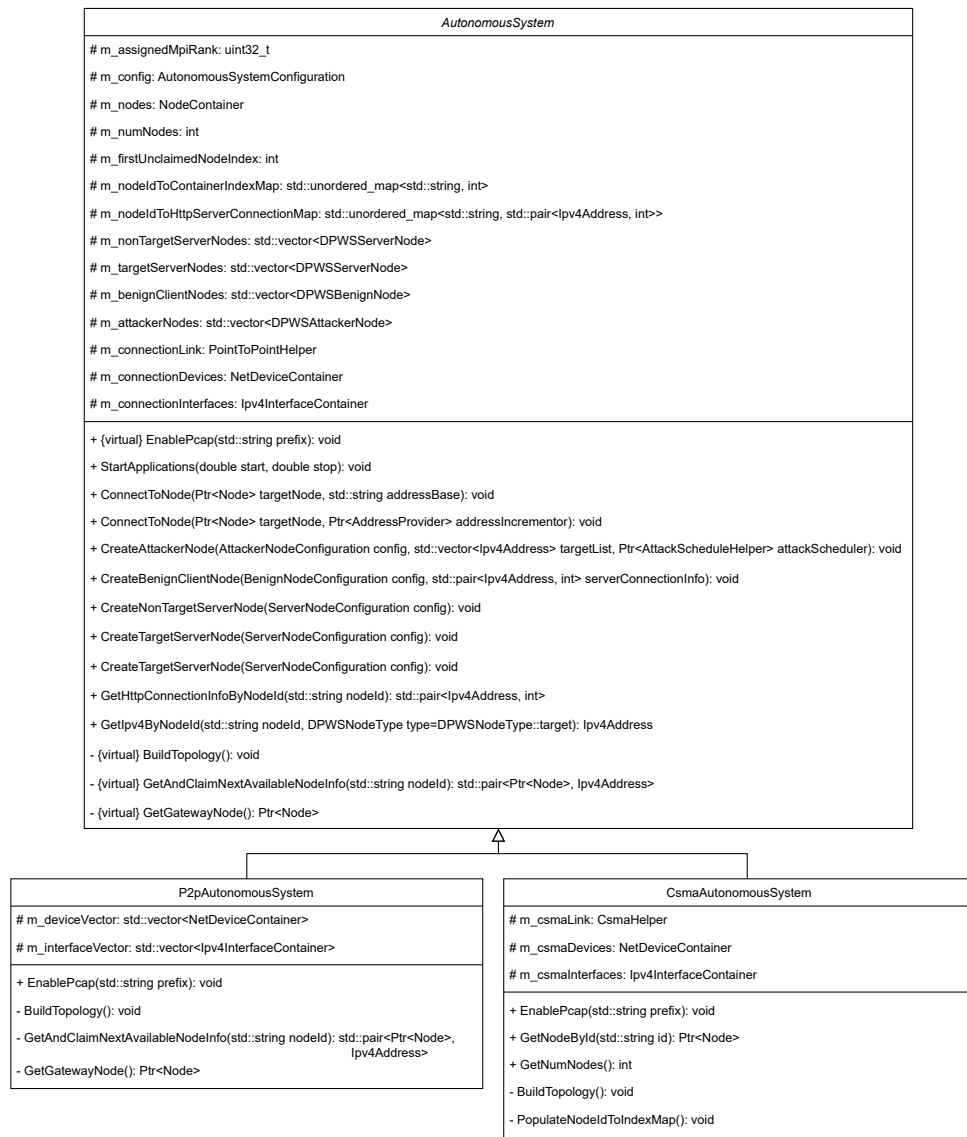 AutonomousSystem
# m_assignedMpiRank: uint32_t
# m_config: AutonomousSystemConfiguration
# m_nodes: NodeContainer
# m_numNodes: int
# m_firstUnclaimedNodeIndex: int
# m_nodeIdToContainerIndexMap: std::unordered_map<std::string, int>
# m_nodeIdToHttpServerConnectionMap: std::unordered_map<std::string, std::pair<Ipv4Address, int>>
# m_nonTargetServerNodes: std::vector<DPWSServerNode>
# m_targetServerNodes: std::vector<DPWSServerNode>
# m_benignClientNodes: std::vector<DPWSBenignNode>
# m_attackerNodes: std::vector<DPWSAttackerNode>
# m_connectionLink: PointToPointHelper
# m_connectionDevices: NetDeviceContainer
# m_connectionInterfaces: Ipv4InterfaceContainer
+ {virtual} EnablePcap(std::string prefix): void
+ StartApplications(double start, double stop): void
+ ConnectToNode(Ptr<Node> targetNode, std::string addressBase): void
+ ConnectToNode(Ptr<Node> targetNode, Ptr<AddressProvider> addressIncrementor): void
+ CreateAttackerNode(AttackerNodeConfiguration config, std::vector<Ipv4Address> targetList, Ptr<AttackScheduleHelper> attackScheduler): void
+ CreateBenignClientNode(BenignNodeConfiguration config, std::pair<Ipv4Address, int> serverConnectionInfo): void
+ CreateNonTargetServerNode(ServerNodeConfiguration config): void
+ CreateTargetServerNode(ServerNodeConfiguration config): void
+ CreateTargetServerNode(ServerNodeConfiguration config): void
+ GetHttpConnectionInfoByNodeId(std::string nodeId): std::pair<Ipv4Address, int>
+ GetIpv4ByNodeId(std::string nodeId, DPWSNodeType type=DPWSNodeType::target): Ipv4Address
- {virtual} BuildTopology(): void
- {virtual} GetAndClaimNextAvailableNodeInfo(std::string nodeId): std::pair<Ptr<Node>, Ipv4Address>
- {virtual} GetGatewayNode(): Ptr<Node>
P2pAutonomousSystem
# m_deviceVector: std::vector<NetDeviceContainer>
# m_interfaceVector: std::vector<Ipv4InterfaceContainer>
+ EnablePcap(std::string prefix): void
- BuildTopology(): void
- GetAndClaimNextAvailableNodeInfo(std::string nodeId): std::pair<Ptr<Node>,
Ipv4Address>
- GetGatewayNode(): Ptr<Node>
CsmaAutonomousSystem
# m_csmaLink: CsmaHelper
# m_csmaDevices: NetDeviceContainer
# m_csmaInterfaces: Ipv4InterfaceContainer
+ EnablePcap(std::string prefix): void
+ GetNodeById(std::string id): Ptr<Node>
+ GetNumNodes(): int
- BuildTopology(): void
- PopulateNodeIdToIndexMap(): void